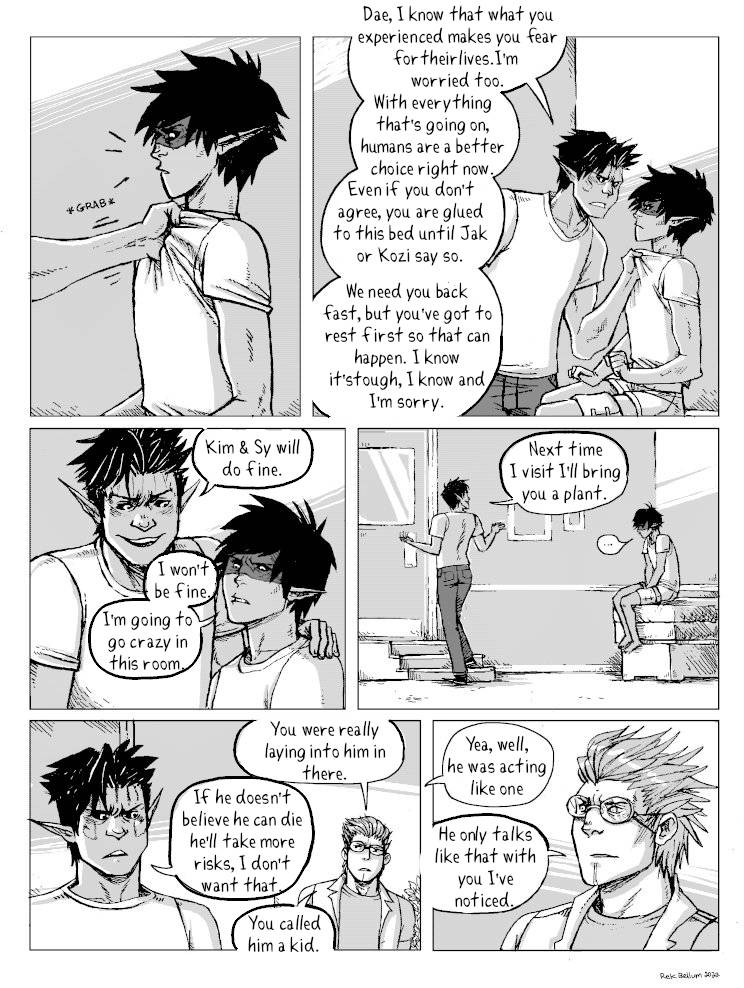 *GRAB*
Dae, I know that what you
experienced makes you fear
fortheirlives.I'm
worried too.
With everything
that's going on,
humans are a better
choice right now.
Even if you don't
agree, you are glued
to this bed until Jak
or Kozi say so.
We need you back
fast, but you've got to
rest first so that can
happen. I know
it'stough, I know and
I'm sorry.
Kim & Sy will
do fine.
I won't
be fine.
I'm going to
go crazy in
this room.
Next time
I visit I'll bring
you a plant.
...
You were really
laying into him in
there.
If he doesn't
believe he can die
he'll take more
risks, I don't
want that.
You called
him a kid.
Yea, well,
he was acting
like one
He only talks
like that with
you I've
noticed.
Rek Bellum 2022